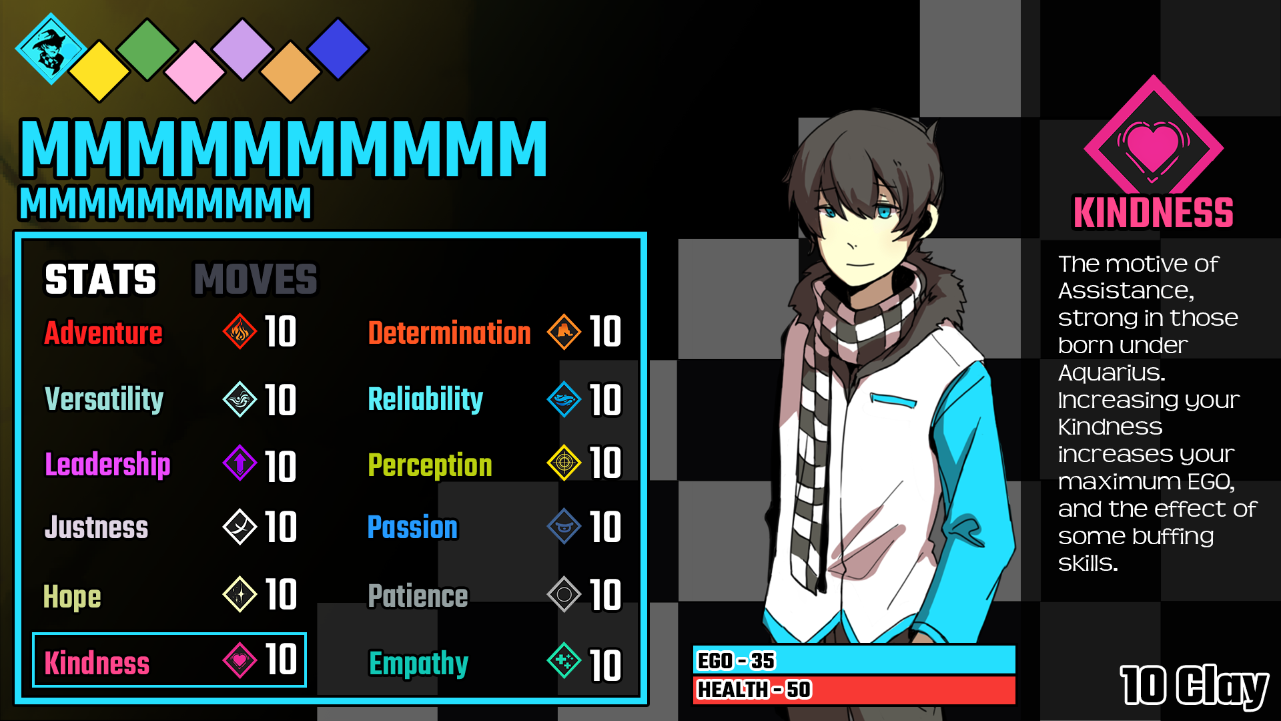 MMMMMMMMMM
MMMMMMMMMM
STATS MOVES
Adventure 10 Determination 10
Versatility 10 Reliability 10
Leadership 10 Perception 10
Justness 10 Passion 10
Hope 10 Patience 10
Kindness 10 Empathy 10
EGO - 35
HEALTH - 50
KINDNESS
The motive of
Assistance,
strong in those
born under
Aquarius.
Increasing your
Kindness
increases your
maximum EGO,
and the effect of
some buffing
skills.
10 Clay